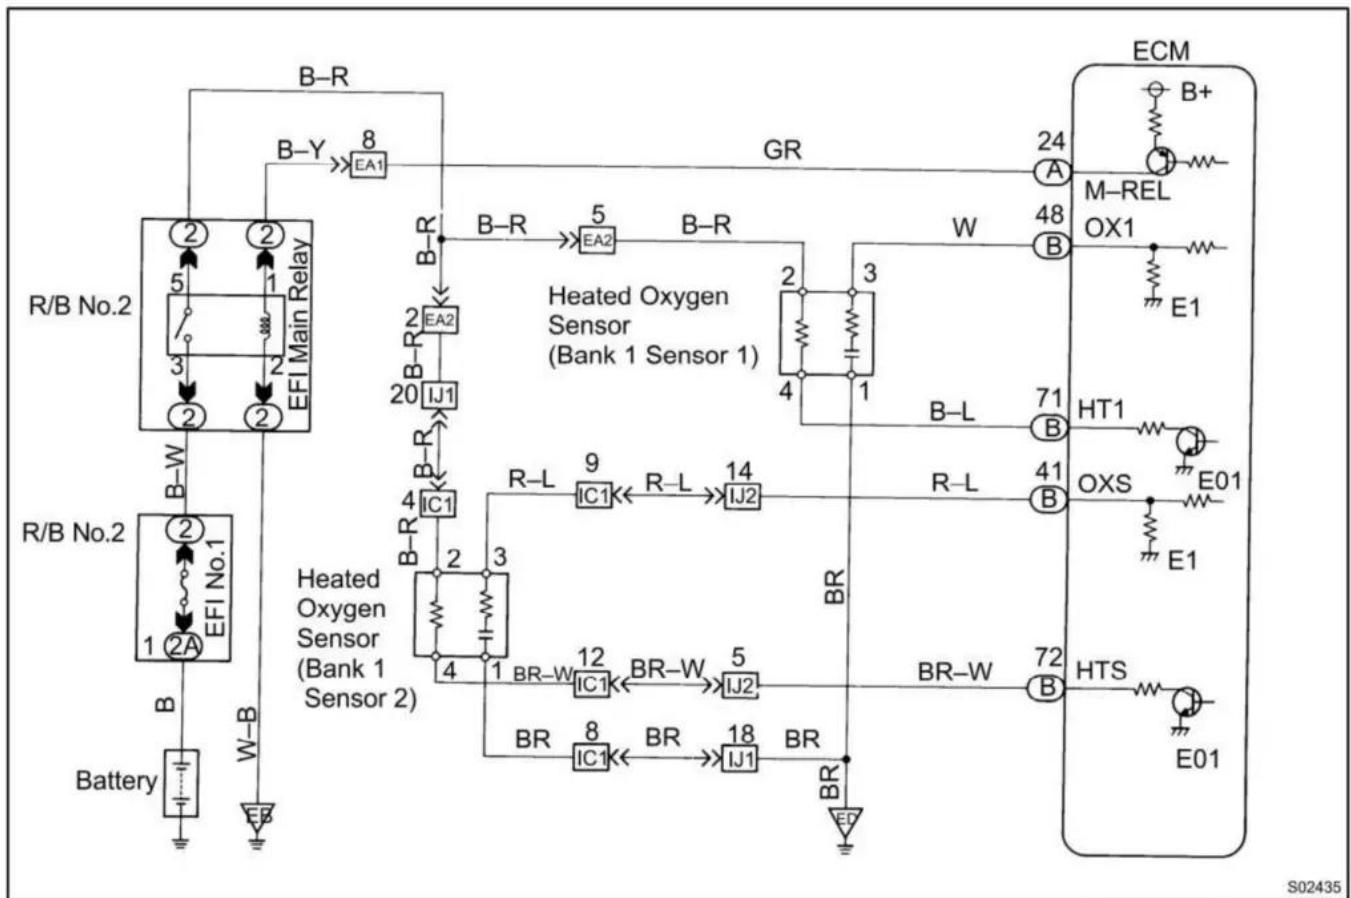 ECM
B–R
B+
B–Y
8
EA1
GR
24
A
M–REL
2
2
B–R
B–R
5
EA2
B–R
W
48
B
OX1
5
1
R/B No.2
EFI Main Relay
3
2
2
2
E1
Heated Oxygen
Sensor
(Bank 1 Sensor 1)
2
3
4
1
2
EA2
B–R
20
IJ1
B–R
B–L
71
B
HT1
E01
B–W
4
IC1
B–R
R–L
9
IC1
R–L
14
IJ2
R–L
41
B
OXS
E1
R/B No.2
2
EFI No.1
1
2A
Heated
Oxygen
Sensor
(Bank 1
Sensor 2)
2
3
4
1
BR
BR–W
12
IC1
BR–W
5
IJ2
BR–W
72
B
HTS
E01
B
W–B
BR
8
IC1
BR
18
IJ1
BR
BR
Battery
EB
ED
S02435